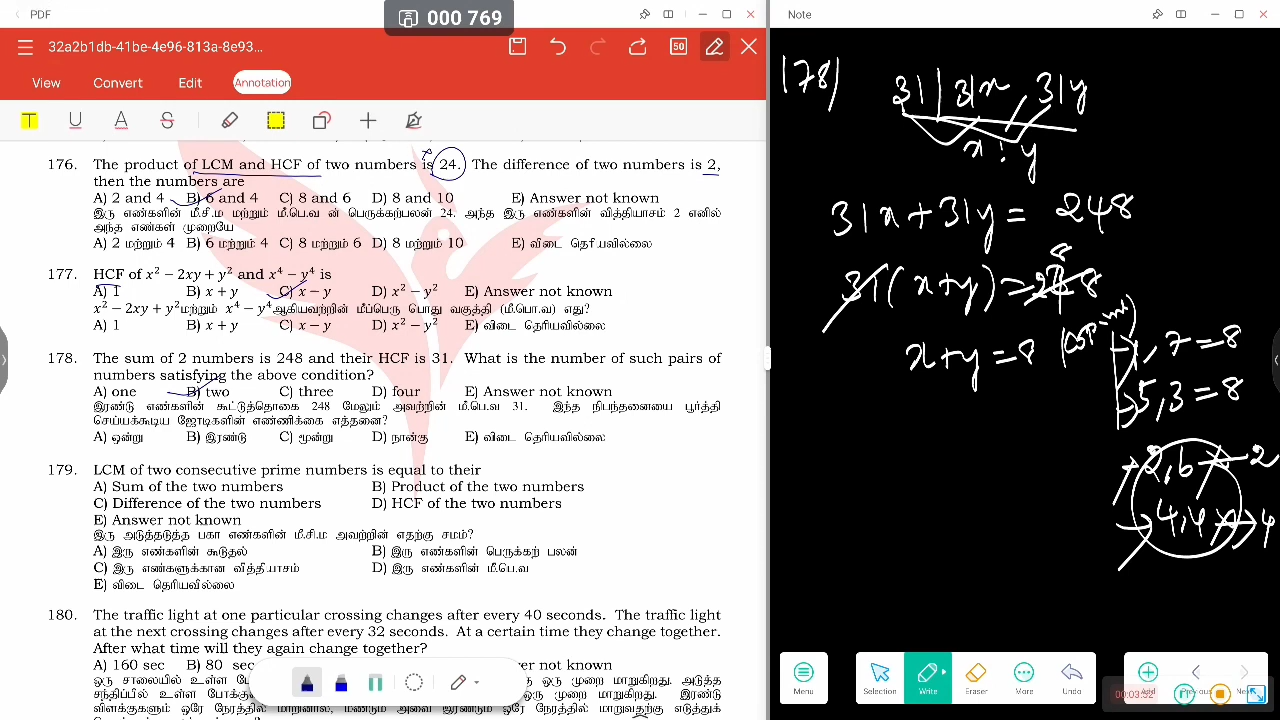 PDF
000 769
Note
32a2b1db-41be-4e96-813a-8e93...
50
View Convert Edit Annotation
T U A S
176. The product of LCM and HCF of two numbers is 24. The difference of two numbers is 2,
then the numbers are
A) 2 and 4 B) 6 and 4 C) 8 and 6 D) 8 and 10 E) Answer not known
இரு எண்களின் மீ.சி.ம மற்றும் மீ.பெ.வ ன் பெருக்கற்பலன் 24. அந்த இரு எண்களின் வித்தியாசம் 2 எனில்
அந்த எண்கள் முறையே
A) 2 மற்றும் 4 B) 6 மற்றும் 4 C) 8 மற்றும் 6 D) 8 மற்றும் 10 E) விடை தெரியவில்லை
177. HCF of x² − 2xy + y² and x⁴ − y⁴ is
A) 1 B) x + y C) x − y D) x² − y² E) Answer not known
x² − 2xy + y² மற்றும் x⁴ − y⁴ ஆகியவற்றின் மீப்பெரு பொது வகுத்தி (மீ.பொ.வ) எது?
A) 1 B) x + y C) x − y D) x² − y² E) விடை தெரியவில்லை
178. The sum of 2 numbers is 248 and their HCF is 31. What is the number of such pairs of
numbers satisfying the above condition?
A) one B) two C) three D) four E) Answer not known
இரண்டு எண்களின் கூட்டுத்தொகை 248 மேலும் அவற்றின் மீ.பெ.வ 31. இந்த நிபந்தனையை பூர்த்தி
செய்யக்கூடிய ஜோடிகளின் எண்ணிக்கை எத்தனை?
A) ஒன்று B) இரண்டு C) மூன்று D) நான்கு E) விடை தெரியவில்லை
179. LCM of two consecutive prime numbers is equal to their
A) Sum of the two numbers B) Product of the two numbers
C) Difference of the two numbers D) HCF of the two numbers
E) Answer not known
இரு அடுத்தடுத்த பகா எண்களின் மீ.சி.ம அவற்றின் எதற்கு சமம்?
A) இரு எண்களின் கூடுதல் B) இரு எண்களின் பெருக்கற் பலன்
C) இரு எண்களுக்கான வித்தியாசம் D) இரு எண்களின் மீ.பெ.வ
E) விடை தெரியவில்லை
180. The traffic light at one particular crossing changes after every 40 seconds. The traffic light
at the next crossing changes after every 32 seconds. At a certain time they change together.
After what time will they again change together?
A) 160 sec B) 80 sec
178)
31 | 31x , 31y
x : y
31x + 31y = 248
31(x+y) = 248
8
x+y = 8
1, 7 = 8
5, 3 = 8
2, 6 → 2
4, 4 → 4
Menu Selection Write Eraser More Undo Add Previous